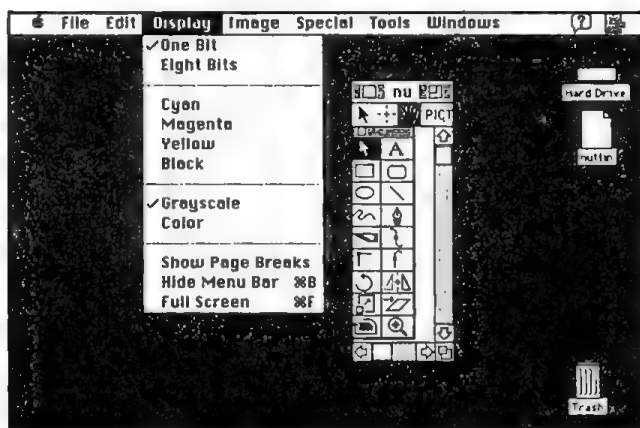 File Edit Display Image Special Tools Windows
✓One Bit
Eight Bits
Cyan
Magenta
Yellow
Black
✓Grayscale
Color
Show Page Breaks
Hide Menu Bar ⌘B
Full Screen ⌘F
nu
PICT
A
Hard Drive
Trash